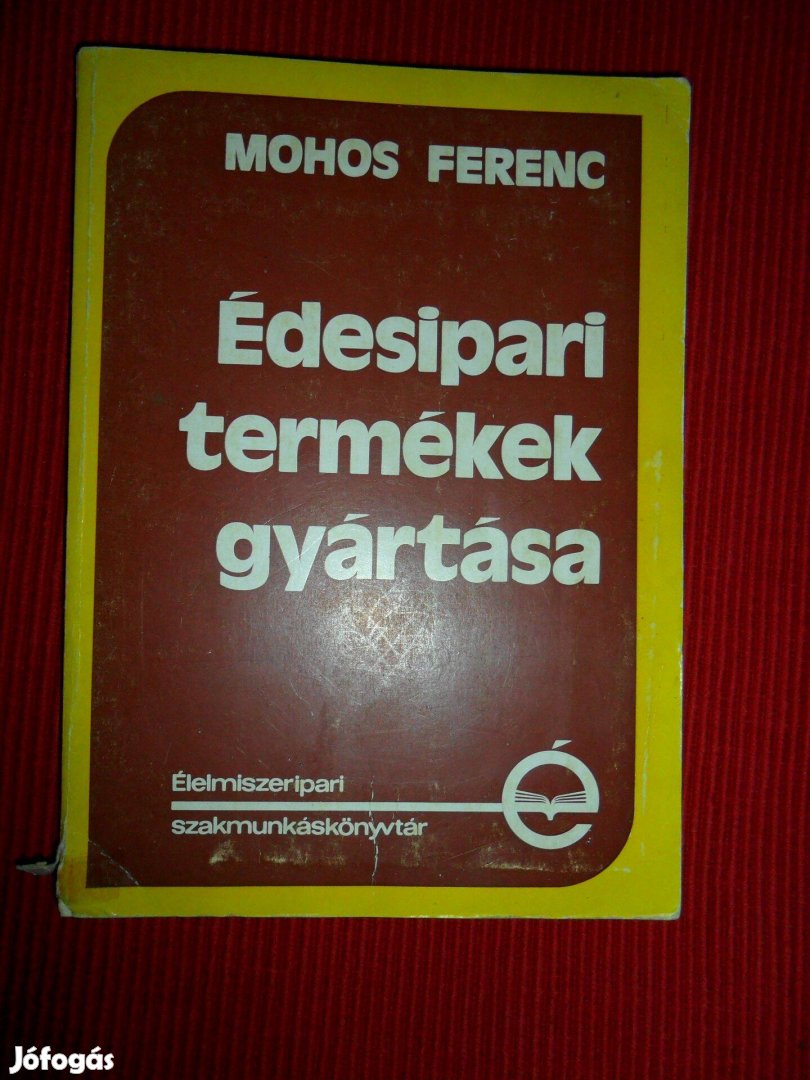 MOHOS FERENC
Édesipari
termékek
gyártása
Élelmiszeripari
szakmunkáskönyvtár
é
Jófogás